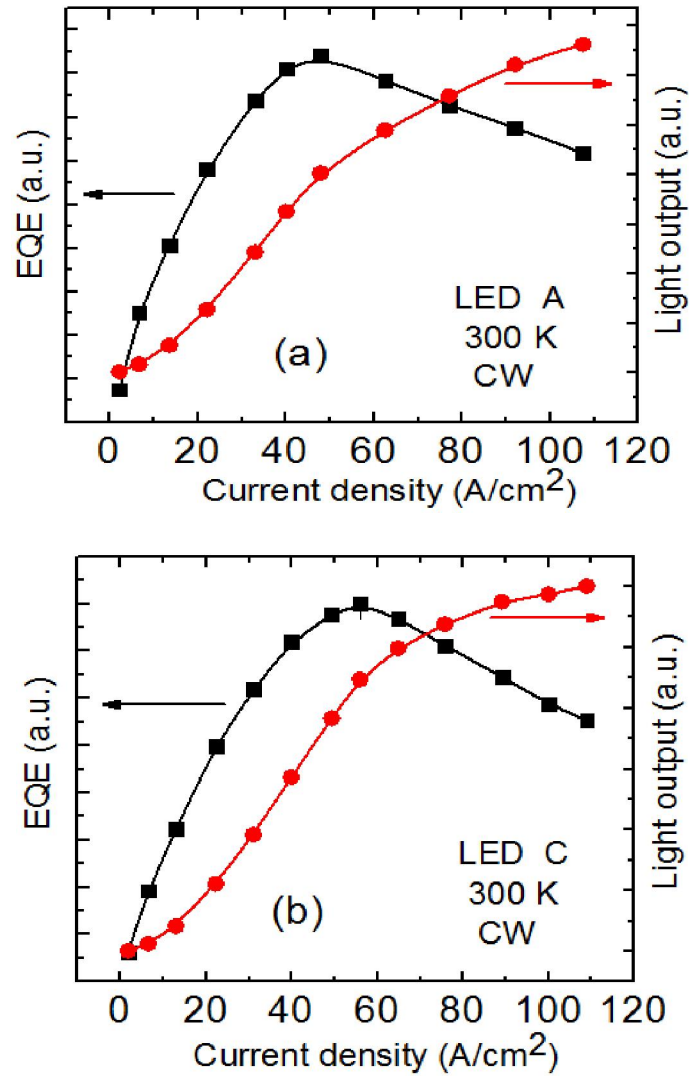 EQE (a.u.)
Light output (a.u.)
LED A
300 K
CW
(a)
0 20 40 60 80 100 120
Current density (A/cm²)
EQE (a.u.)
Light output (a.u.)
LED C
300 K
CW
(b)
0 20 40 60 80 100 120
Current density (A/cm²)